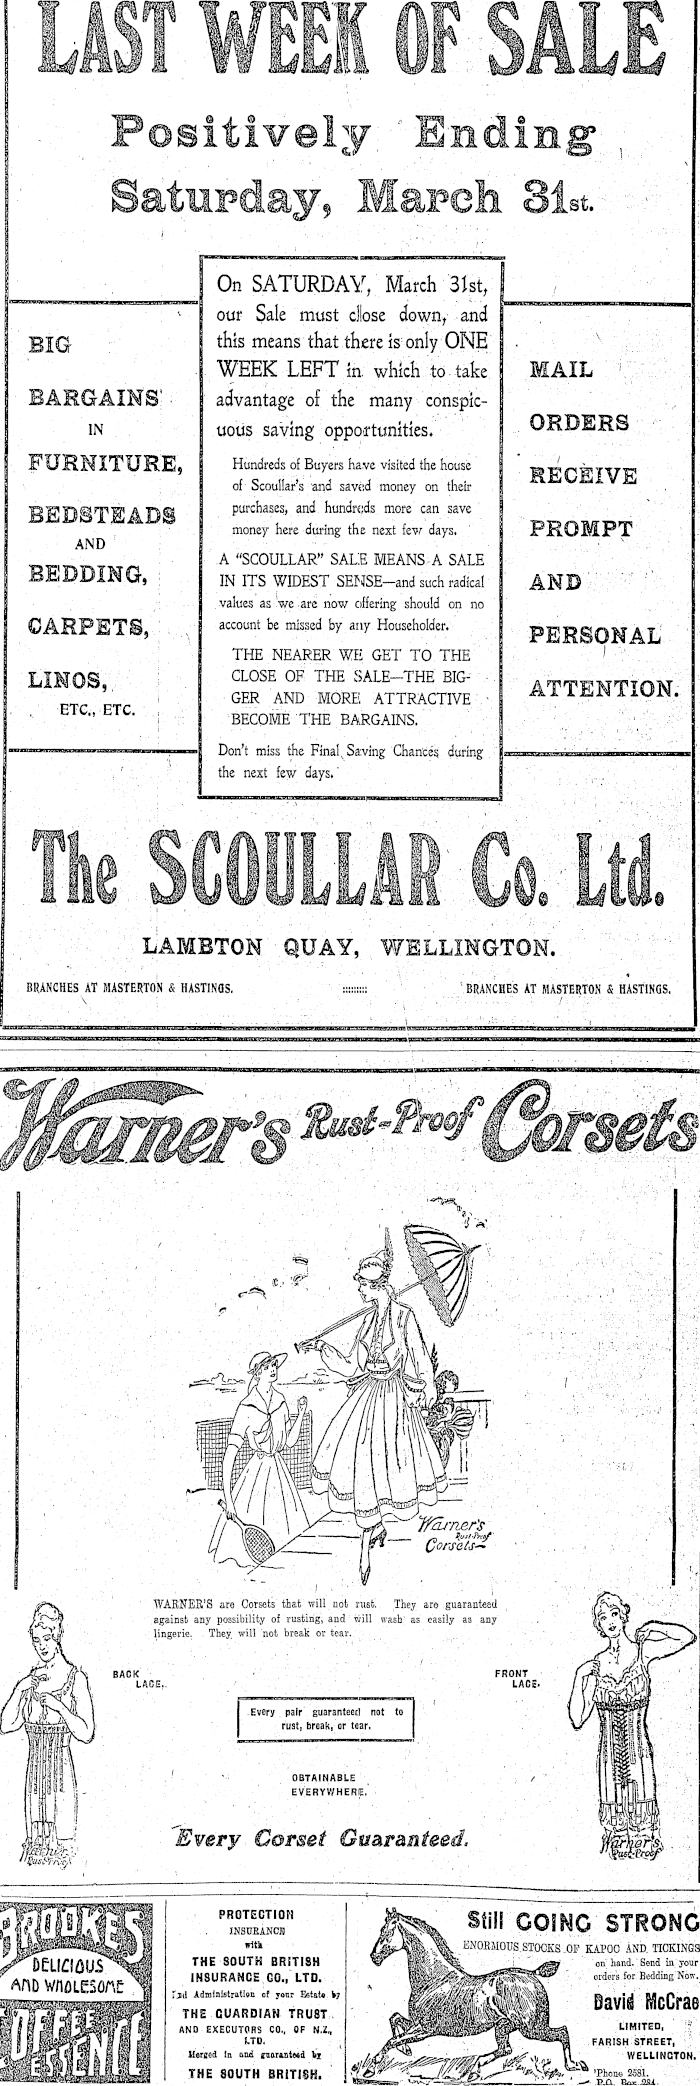 LAST WEEK OF SALE
Positively Ending
Saturday, March 31st.
BIG
BARGAINS
IN
FURNITURE,
BEDSTEADS
AND
BEDDING,
CARPETS,
LINOS,
ETC., ETC.
On SATURDAY, March 31st,
our Sale must close down, and
this means that there is only ONE
WEEK LEFT in which to take
advantage of the many conspic-
uous saving opportunities.
Hundreds of Buyers have visited the house
of Scoullar's and saved money on their
purchases, and hundreds more can save
money here during the next few days.
A "SCOULLAR" SALE MEANS A SALE
IN ITS WIDEST SENSE—and such radical
values as we are now offering should on no
account be missed by any Householder.
THE NEARER WE GET TO THE
CLOSE OF THE SALE—THE BIG-
GER AND MORE ATTRACTIVE
BECOME THE BARGAINS.
Don't miss the Final Saving Chances during
the next few days.
MAIL
ORDERS
RECEIVE
PROMPT
AND
PERSONAL
ATTENTION.
The SCOULLAR Co. Ltd.
LAMBTON QUAY, WELLINGTON.
BRANCHES AT MASTERTON & HASTINGS. ::::::::: BRANCHES AT MASTERTON & HASTINGS.
Warner's Rust-Proof Corsets
Warner's
Rust-Proof
Corsets
WARNER'S are Corsets that will not rust. They are guaranteed
against any possibility of rusting, and will wash as easily as any
lingerie. They will not break or tear.
BACK
LACE.
FRONT
LACE.
Every pair guaranteed not to
rust, break, or tear.
OBTAINABLE
EVERYWHERE.
Every Corset Guaranteed.
Warner's
Rust-Proof
Warner's
Rust-Proof
BROOKES
DELICIOUS
AND WHOLESOME
COFFEE
ESSENCE
PROTECTION
INSURANCE
with
THE SOUTH BRITISH
INSURANCE CO., LTD.
And Administration of your Estate by
THE GUARDIAN TRUST
AND EXECUTORS CO., OF N.Z.,
LTD.
Merged in and guaranteed by
THE SOUTH BRITISH.
Still GOING STRONG
ENORMOUS STOCKS OF KAPOC AND TICKINGS
on hand. Send in your
orders for Bedding Now.
David McCrae
LIMITED,
FARISH STREET,
WELLINGTON.
'Phone 2581.
P.O. Box 284.